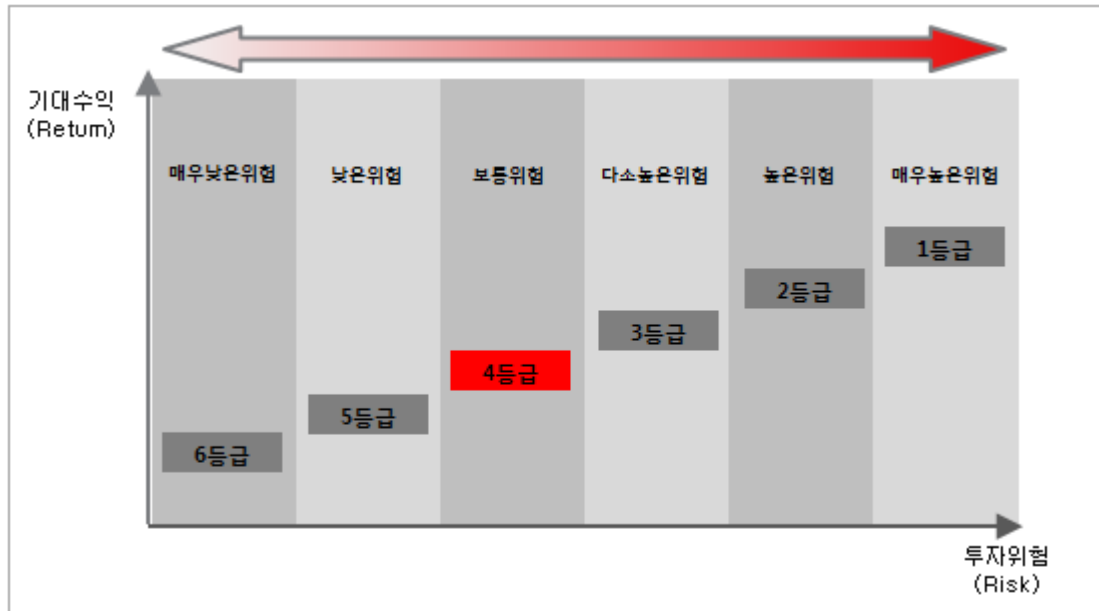 기대수익
(Retum)
매우낮은위험 낮은위험 보통위험 다소높은위험 높은위험 매우높은위험
1등급
2등급
3등급
4등급
5등급
6등급
투자위험
(Risk)